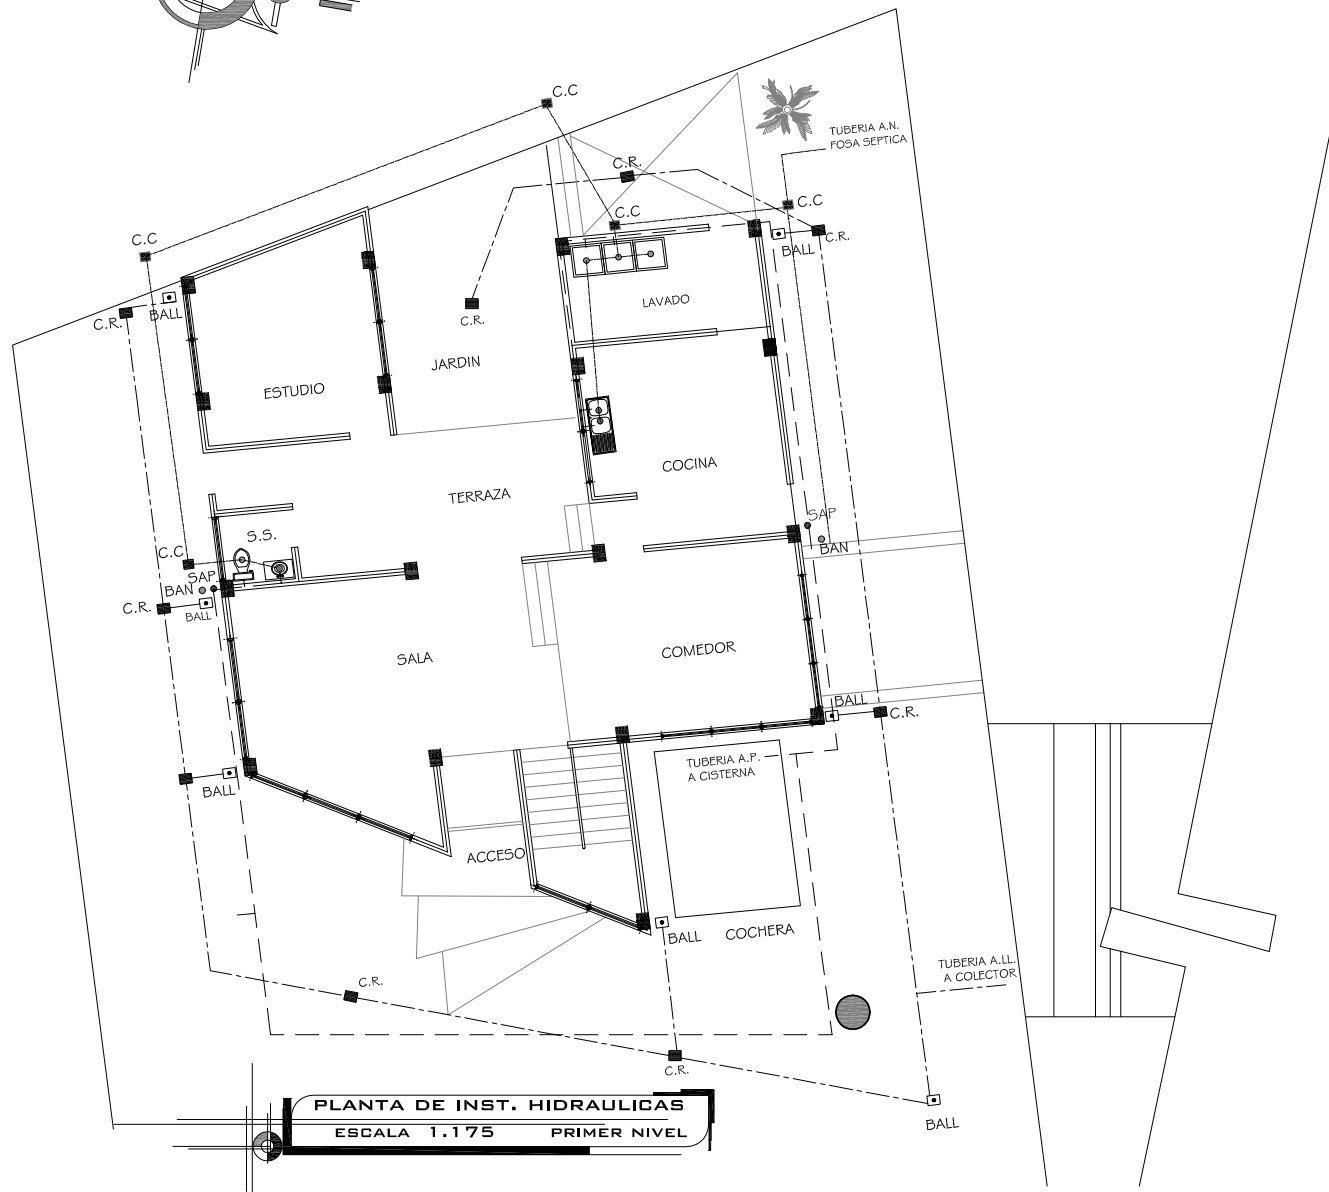 C.C
TUBERIA A.N.
FOSA SEPTICA
C.R.
C.C
C.C
C.C
C.R.
BALL
LAVADO
C.R.
BALL
C.R.
JARDIN
ESTUDIO
COCINA
TERRAZA
SAP
BAN
S.S.
C.C
SAP.
BAN
C.R.
BALL
SALA
COMEDOR
BALL
C.R.
TUBERIA A.P.
A CISTERNA
BALL
ACCESO
BALL
COCHERA
TUBERIA A.LL.
A COLECTOR
C.R.
C.R.
BALL
PLANTA DE INST. HIDRAULICAS
ESCALA 1.175 PRIMER NIVEL